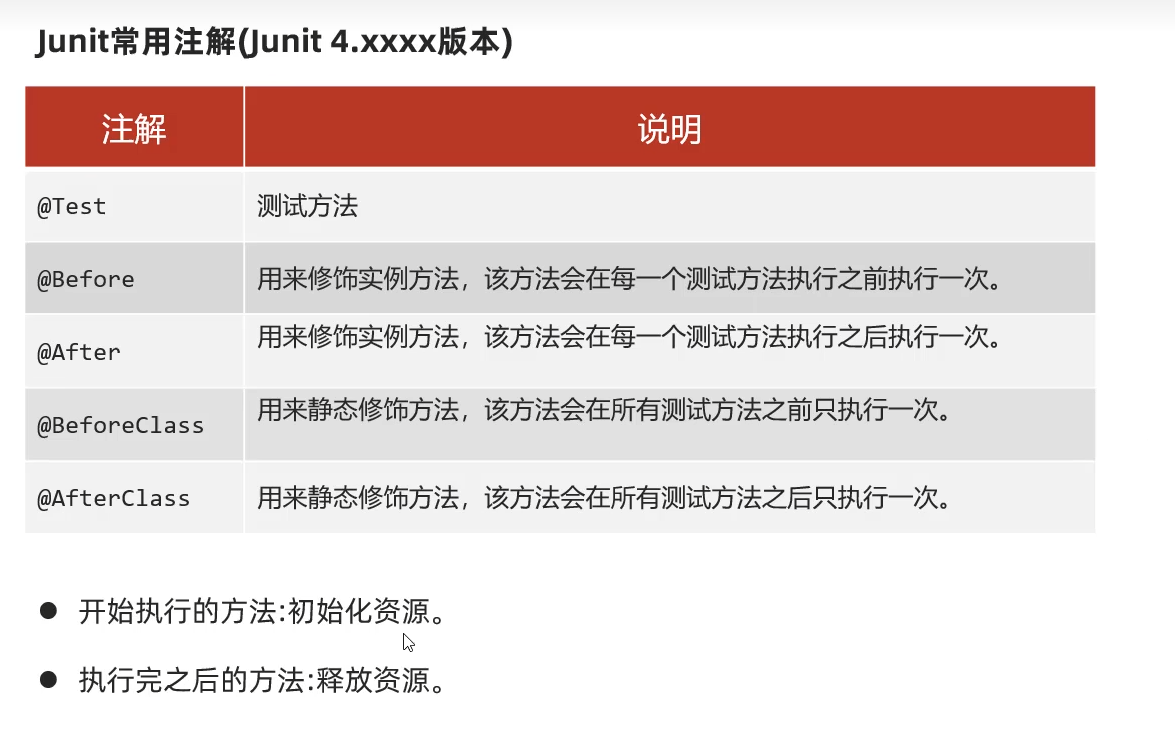 Junit常用注解(Junit 4.xxxx版本)
注解 说明
@Test 测试方法
@Before 用来修饰实例方法，该方法会在每一个测试方法执行之前执行一次。
@After 用来修饰实例方法，该方法会在每一个测试方法执行之后执行一次。
@BeforeClass 用来静态修饰方法，该方法会在所有测试方法之前只执行一次。
@AfterClass 用来静态修饰方法，该方法会在所有测试方法之后只执行一次。
● 开始执行的方法:初始化资源。
● 执行完之后的方法:释放资源。